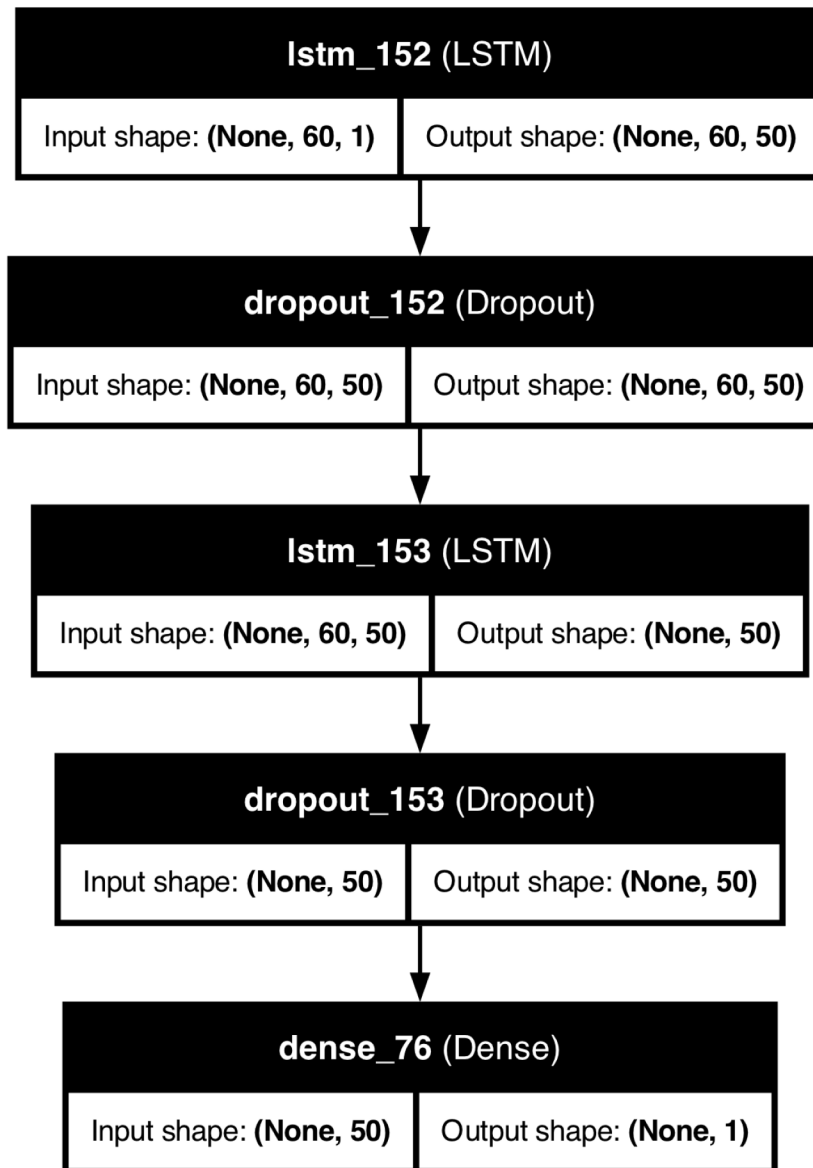 lstm_152 (LSTM)
Input shape: (None, 60, 1) Output shape: (None, 60, 50)
dropout_152 (Dropout)
Input shape: (None, 60, 50) Output shape: (None, 60, 50)
lstm_153 (LSTM)
Input shape: (None, 60, 50) Output shape: (None, 50)
dropout_153 (Dropout)
Input shape: (None, 50) Output shape: (None, 50)
dense_76 (Dense)
Input shape: (None, 50) Output shape: (None, 1)